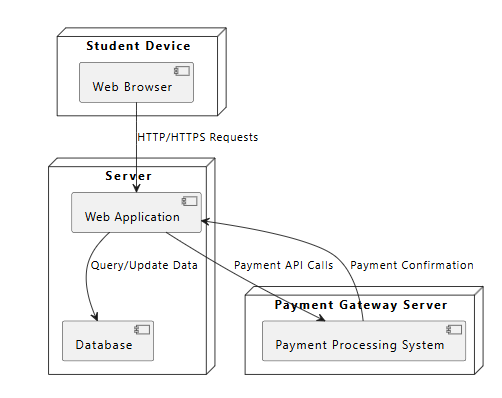 Student Device
Web Browser
HTTP/HTTPS Requests
Server
Web Application
Query/Update Data
Payment API Calls
Payment Confirmation
Payment Gateway Server
Database
Payment Processing System